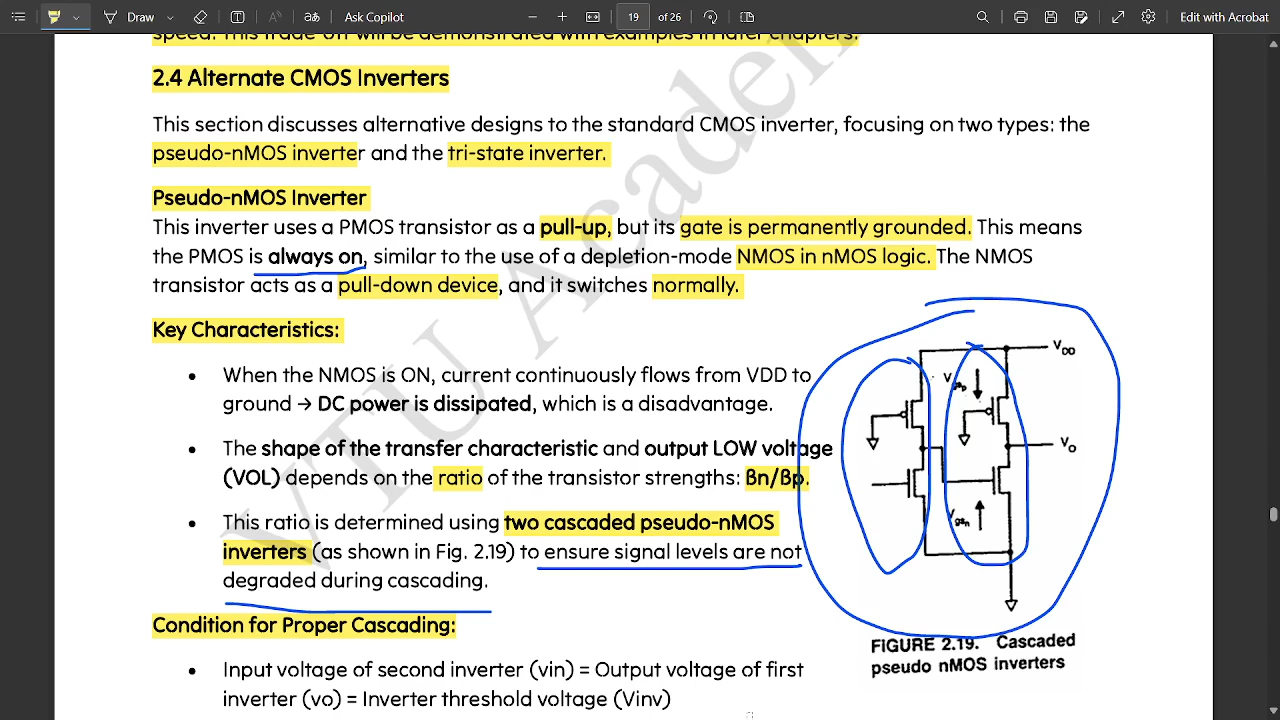 Draw
Ask Copilot
19 of 26
Edit with Acrobat
speed. This trade-off will be demonstrated with examples in later chapters.
2.4 Alternate CMOS Inverters
This section discusses alternative designs to the standard CMOS inverter, focusing on two types: the
pseudo-nMOS inverter and the tri-state inverter.
Pseudo-nMOS Inverter
This inverter uses a PMOS transistor as a pull-up, but its gate is permanently grounded. This means
the PMOS is always on, similar to the use of a depletion-mode NMOS in nMOS logic. The NMOS
transistor acts as a pull-down device, and it switches normally.
Key Characteristics:
• When the NMOS is ON, current continuously flows from VDD to
ground → DC power is dissipated, which is a disadvantage.
• The shape of the transfer characteristic and output LOW voltage
(VOL) depends on the ratio of the transistor strengths: βn/βp.
• This ratio is determined using two cascaded pseudo-nMOS
inverters (as shown in Fig. 2.19) to ensure signal levels are not
degraded during cascading.
Condition for Proper Cascading:
• Input voltage of second inverter (vin) = Output voltage of first
inverter (vo) = Inverter threshold voltage (Vinv)
VDD
Vgsp
Vo
Vgsn
FIGURE 2.19. Cascaded
pseudo nMOS inverters
VTU Academ